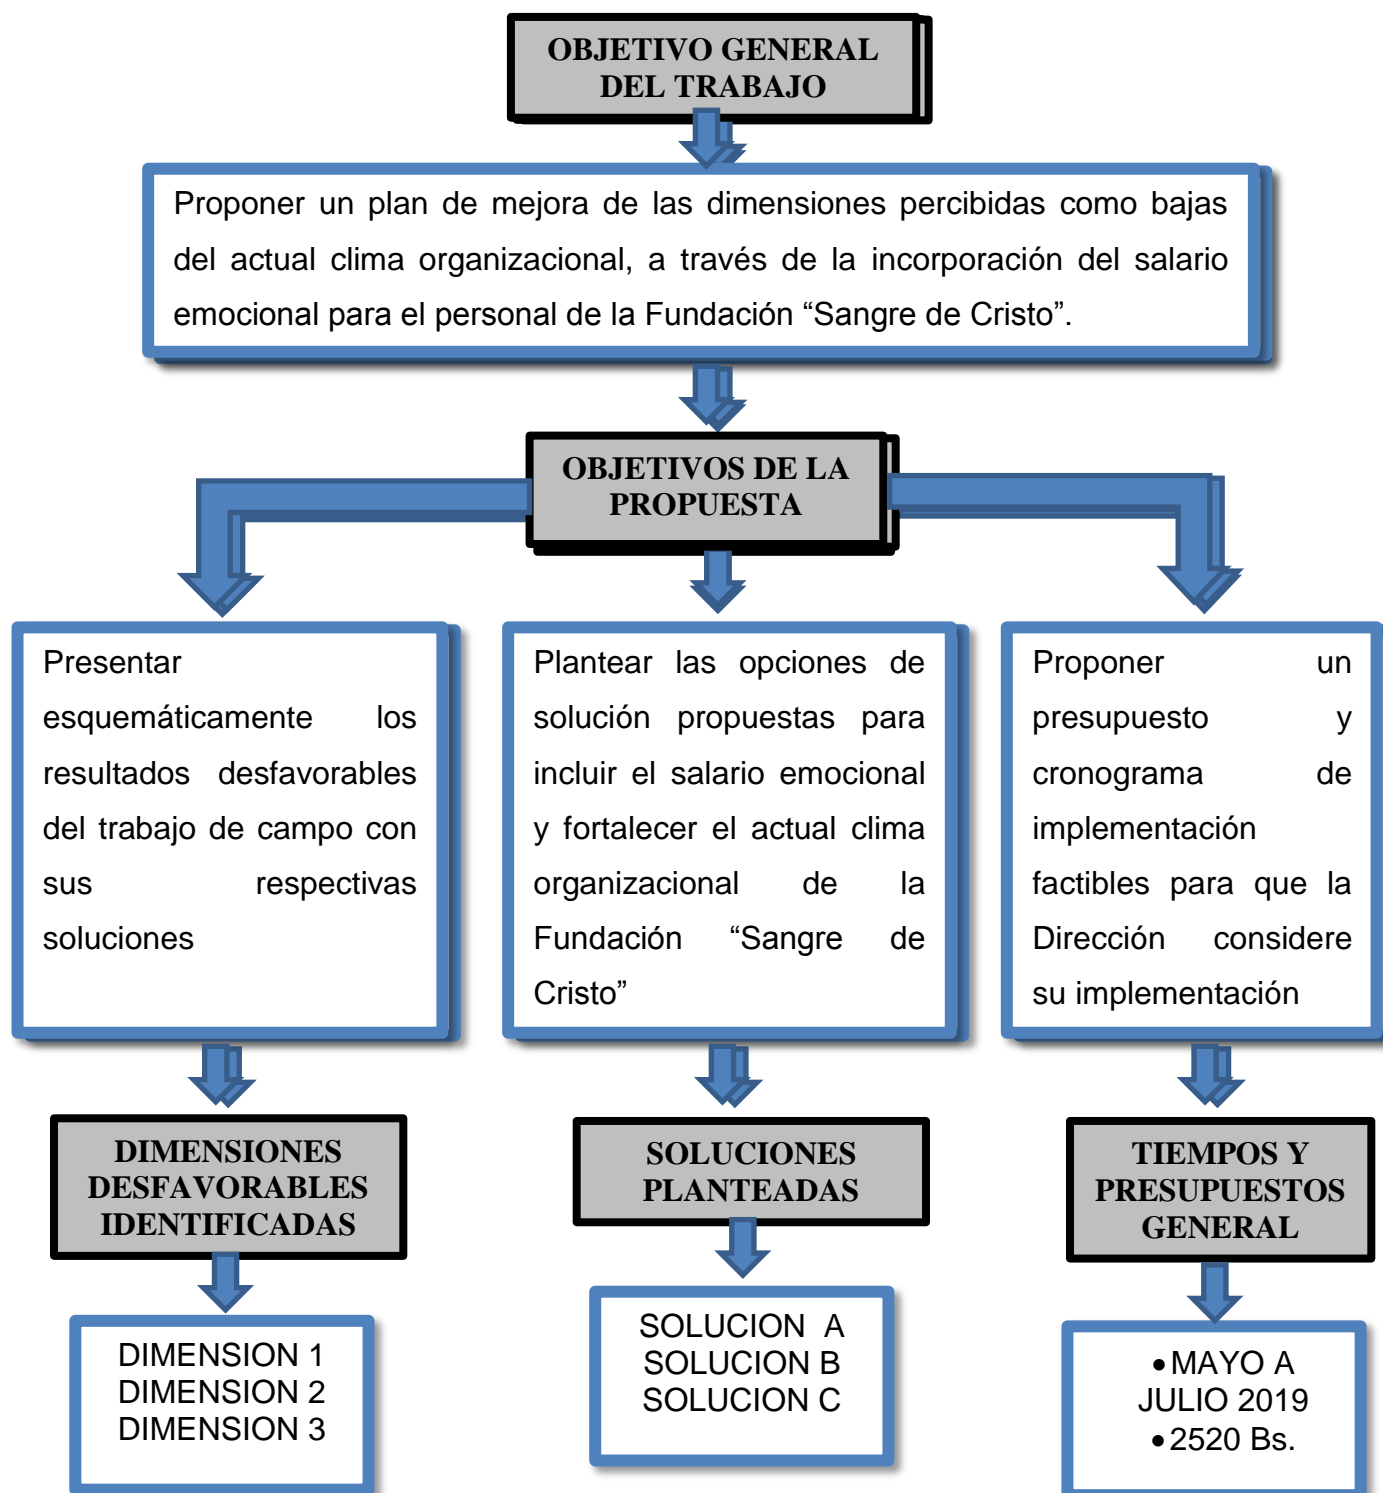 OBJETIVO GENERAL
DEL TRABAJO
Proponer un plan de mejora de las dimensiones percibidas como bajas
del actual clima organizacional, a través de la incorporación del salario
emocional para el personal de la Fundación “Sangre de Cristo”.
OBJETIVOS DE LA
PROPUESTA
Presentar
esquemáticamente los
resultados desfavorables
del trabajo de campo con
sus respectivas
soluciones
Plantear las opciones de
solución propuestas para
incluir el salario emocional
y fortalecer el actual clima
organizacional de la
Fundación “Sangre de
Cristo”
Proponer un
presupuesto y
cronograma de
implementación
factibles para que la
Dirección considere
su implementación
DIMENSIONES
DESFAVORABLES
IDENTIFICADAS
SOLUCIONES
PLANTEADAS
TIEMPOS Y
PRESUPUESTOS
GENERAL
DIMENSION 1
DIMENSION 2
DIMENSION 3
SOLUCION A
SOLUCION B
SOLUCION C
•MAYO A
JULIO 2019
•2520 Bs.